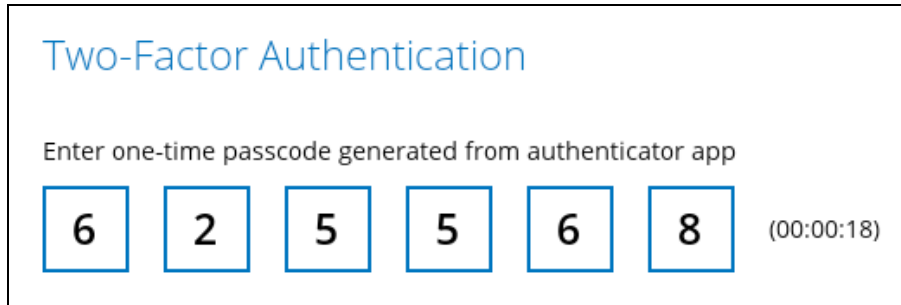 Two-Factor Authentication
Enter one-time passcode generated from authenticator app
6 2 5 5 6 8 (00:00:18)